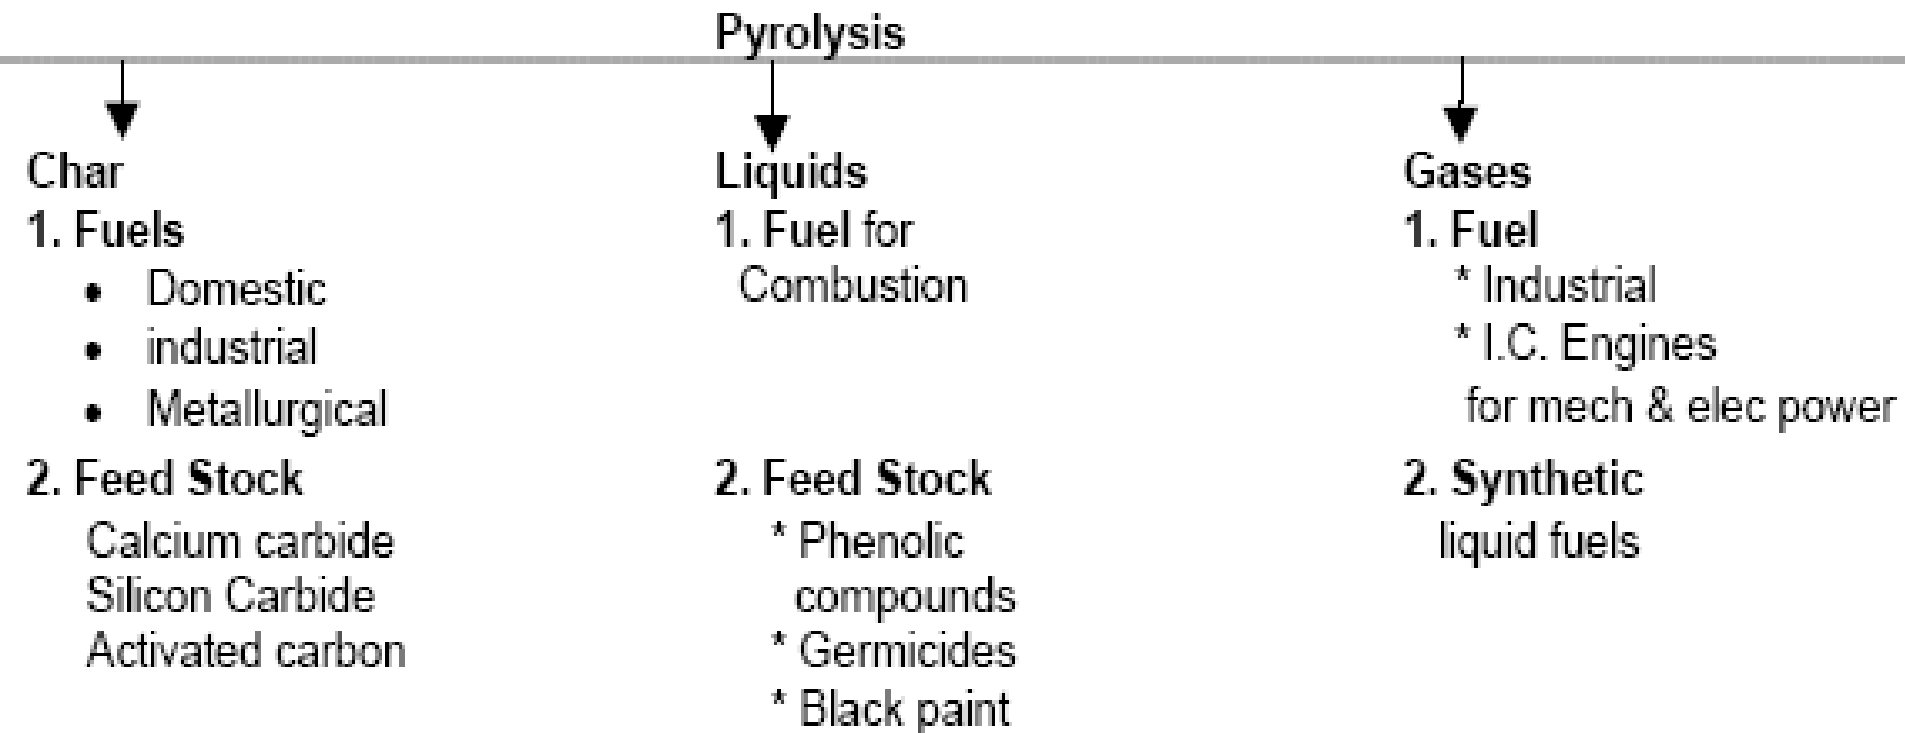 Pyrolysis
Char
1. Fuels
• Domestic
• industrial
• Metallurgical
2. Feed Stock
Calcium carbide
Silicon Carbide
Activated carbon
Liquids
1. Fuel for
Combustion
2. Feed Stock
* Phenolic
compounds
* Germicides
* Black paint
Gases
1. Fuel
* Industrial
* I.C. Engines
for mech & elec power
2. Synthetic
liquid fuels